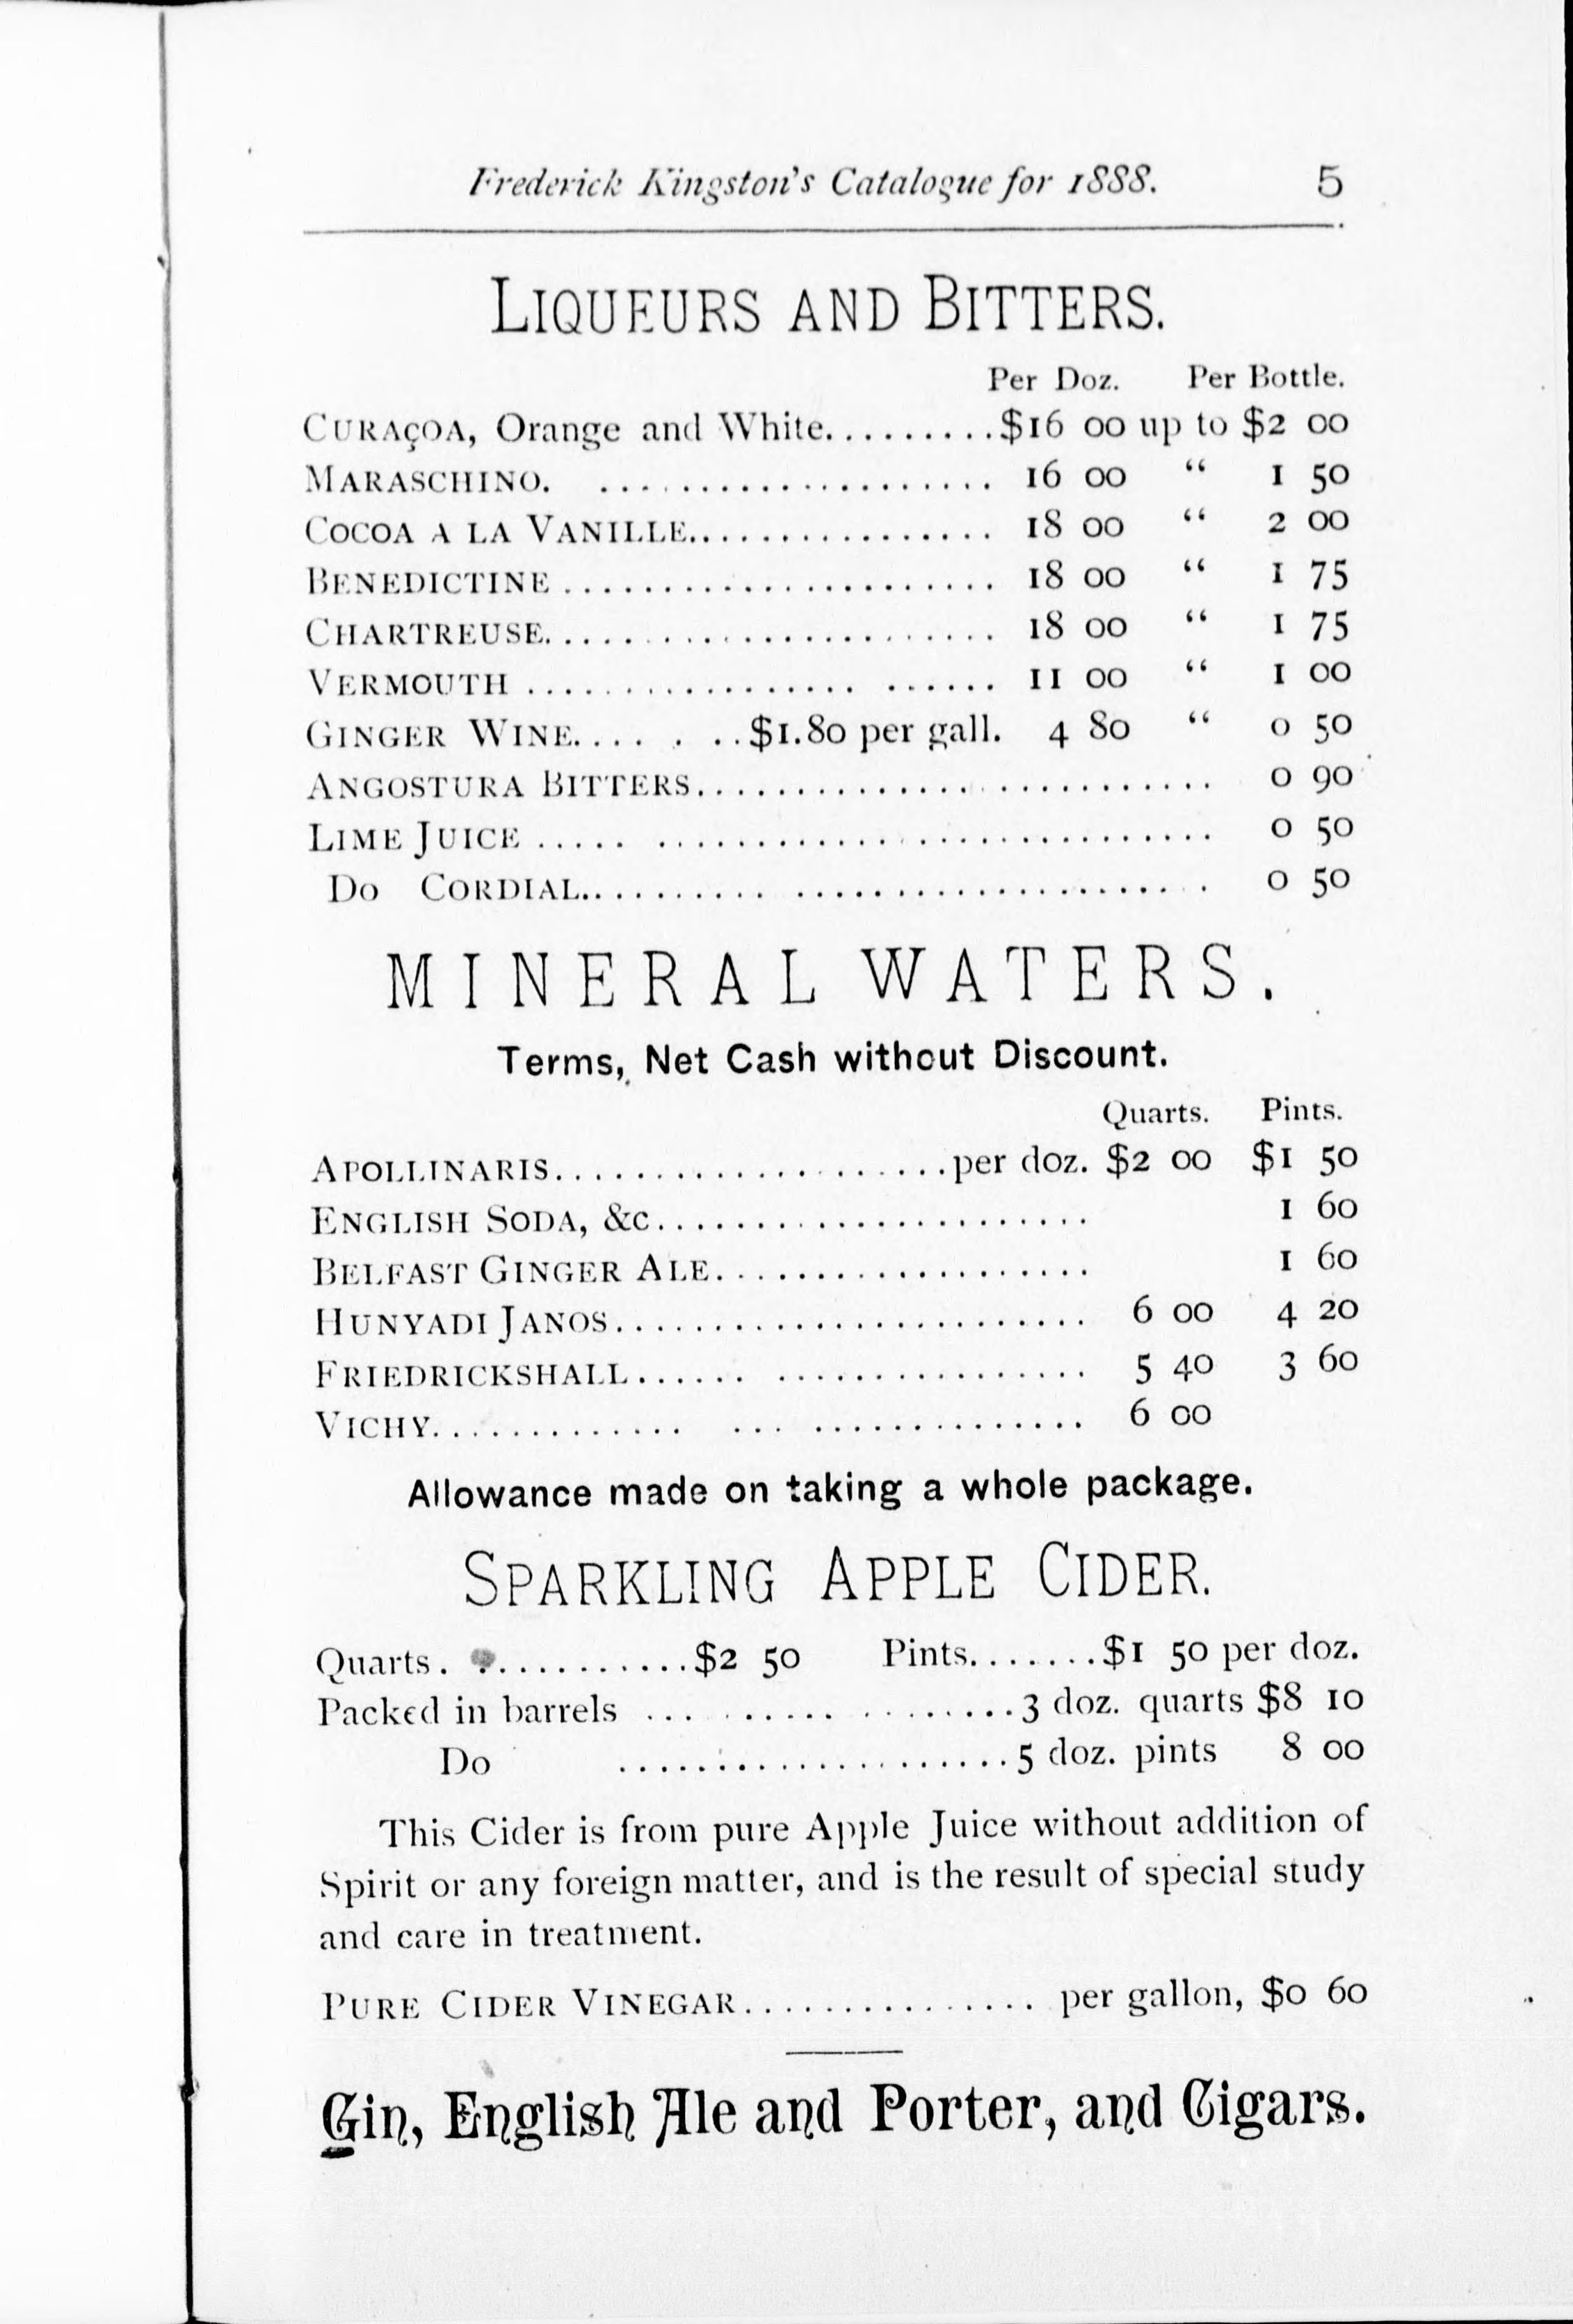 Frederick Kingston's Catalogue for 1888. 5
LIQUEURS AND BITTERS.
Per Doz. Per Bottle.
CURAÇOA, Orange and White..........$16 00 up to $2 00
MARASCHINO. .................... 16 00 “ 1 50
COCOA A LA VANILLE................ 18 00 “ 2 00
BENEDICTINE...................... 18 00 “ 1 75
CHARTREUSE....................... 18 00 “ 1 75
VERMOUTH ................. ...... 11 00 “ 1 00
GINGER WINE.... . ..$1.80 per gall. 4 80 “ 0 50
ANGOSTURA BITTERS........................... 0 90
LIME JUICE ..... ............................ 0 50
Do CORDIAL.......... ..................... 0 50
MINERAL WATERS.
Terms, Net Cash without Discount.
Quarts. Pints.
APOLLINARIS....................per doz. $2 00 $1 50
ENGLISH SODA, &c...................... 1 60
BELFAST GINGER ALE................... 1 60
HUNYADI JANOS........................ 6 00 4 20
FRIEDRICKSHALL...... ................ 5 40 3 60
VICHY............. ... .............. 6 00
Allowance made on taking a whole package.
SPARKLING APPLE CIDER.
Quarts. ...........$2 50 Pints.......$1 50 per doz.
Packed in barrels ... ...... ........3 doz. quarts $8 10
Do ....................5 doz. pints 8 00
This Cider is from pure Apple Juice without addition of
Spirit or any foreign matter, and is the result of special study
and care in treatment.
PURE CIDER VINEGAR............... per gallon, $0 60
Gin, English Ale and Porter, and Cigars.